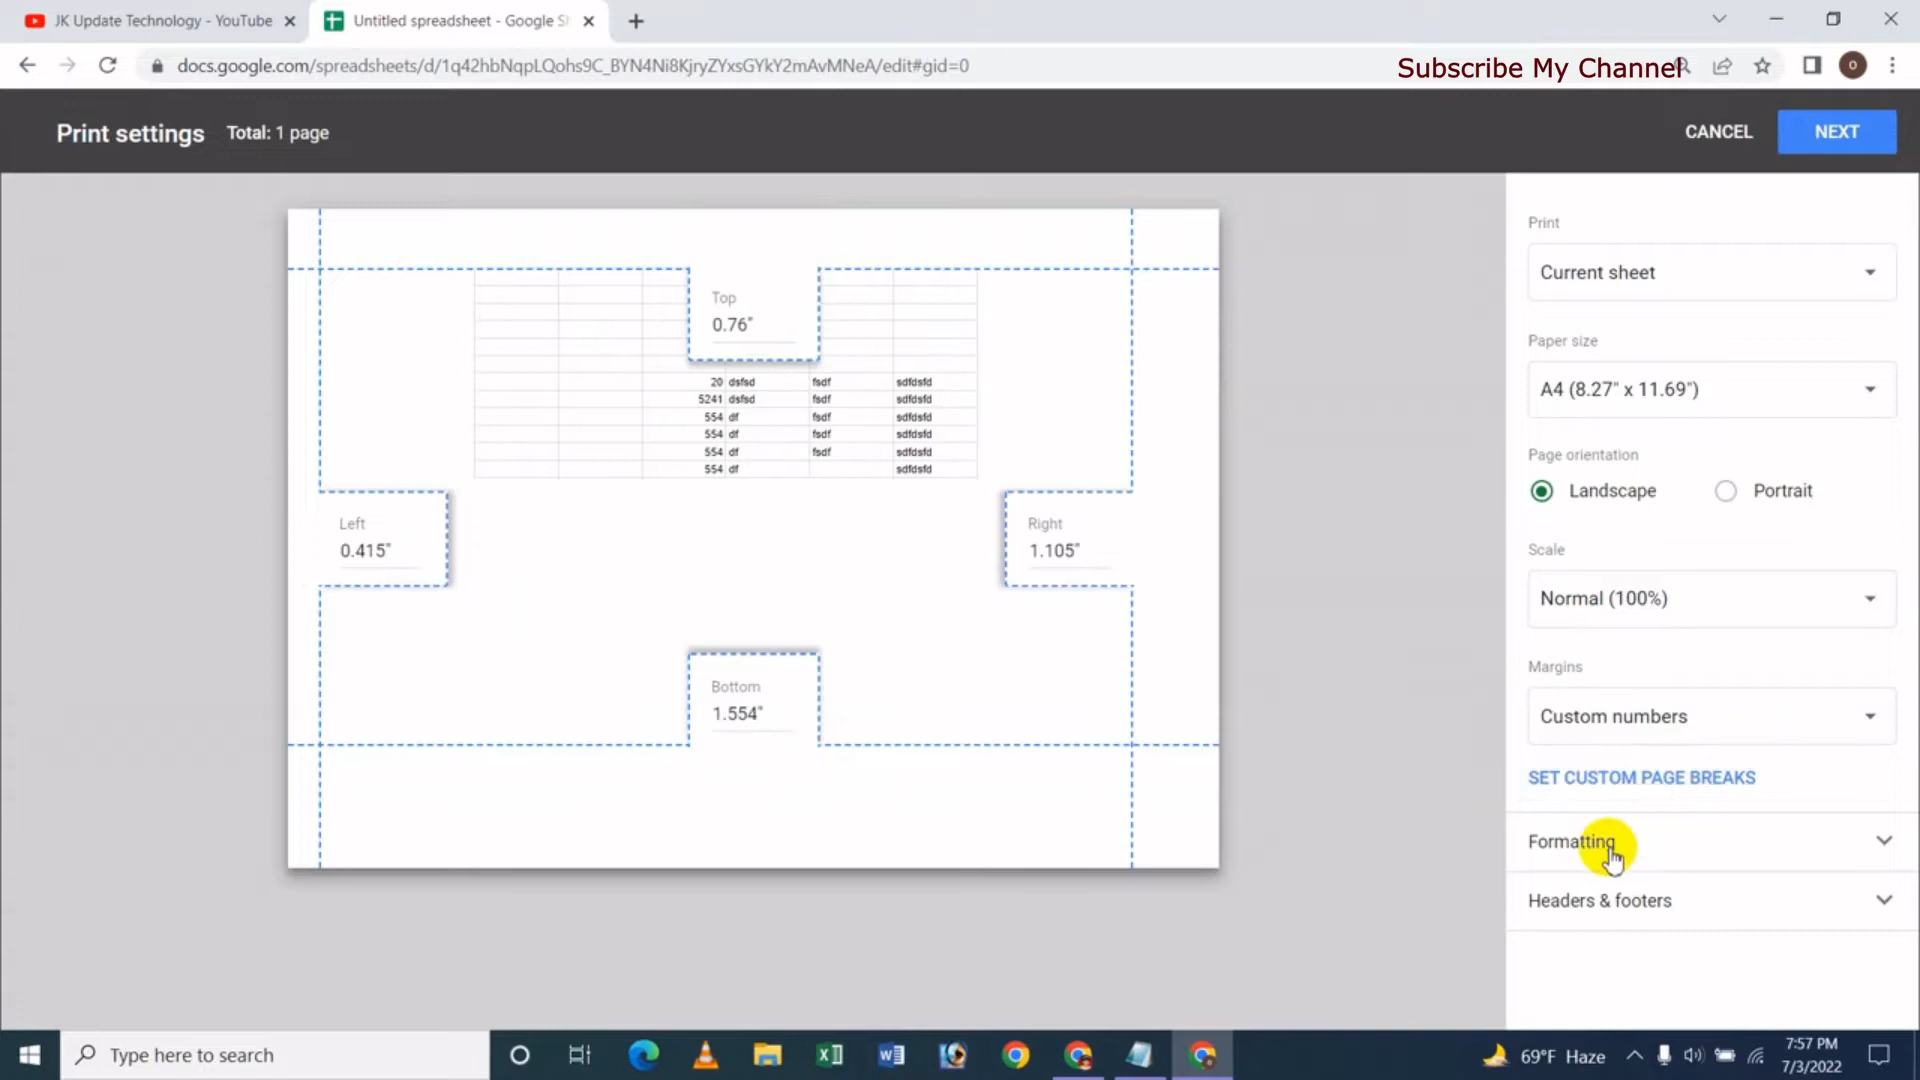 JK Update Technology - YouTube
Untitled spreadsheet - Google Sh
docs.google.com/spreadsheets/d/1q42hbNqpLQohs9C_BYN4Ni8KjryZYxsGYkY2mAvMNeA/edit#gid=0
Subscribe My Channel
O
Print settings
Total: 1 page
CANCEL
NEXT
Top
0.76"
20 dsfsd fsdf sdfdsfd
5241 dsfsd fsdf sdfdsfd
554 df fsdf sdfdsfd
554 df fsdf sdfdsfd
554 df fsdf sdfdsfd
554 df sdfdsfd
Left
0.415"
Right
1.105"
Bottom
1.554"
Print
Current sheet
Paper size
A4 (8.27" x 11.69")
Page orientation
Landscape
Portrait
Scale
Normal (100%)
Margins
Custom numbers
SET CUSTOM PAGE BREAKS
Formatting
Headers & footers
Type here to search
69°F Haze
7:57 PM
7/3/2022